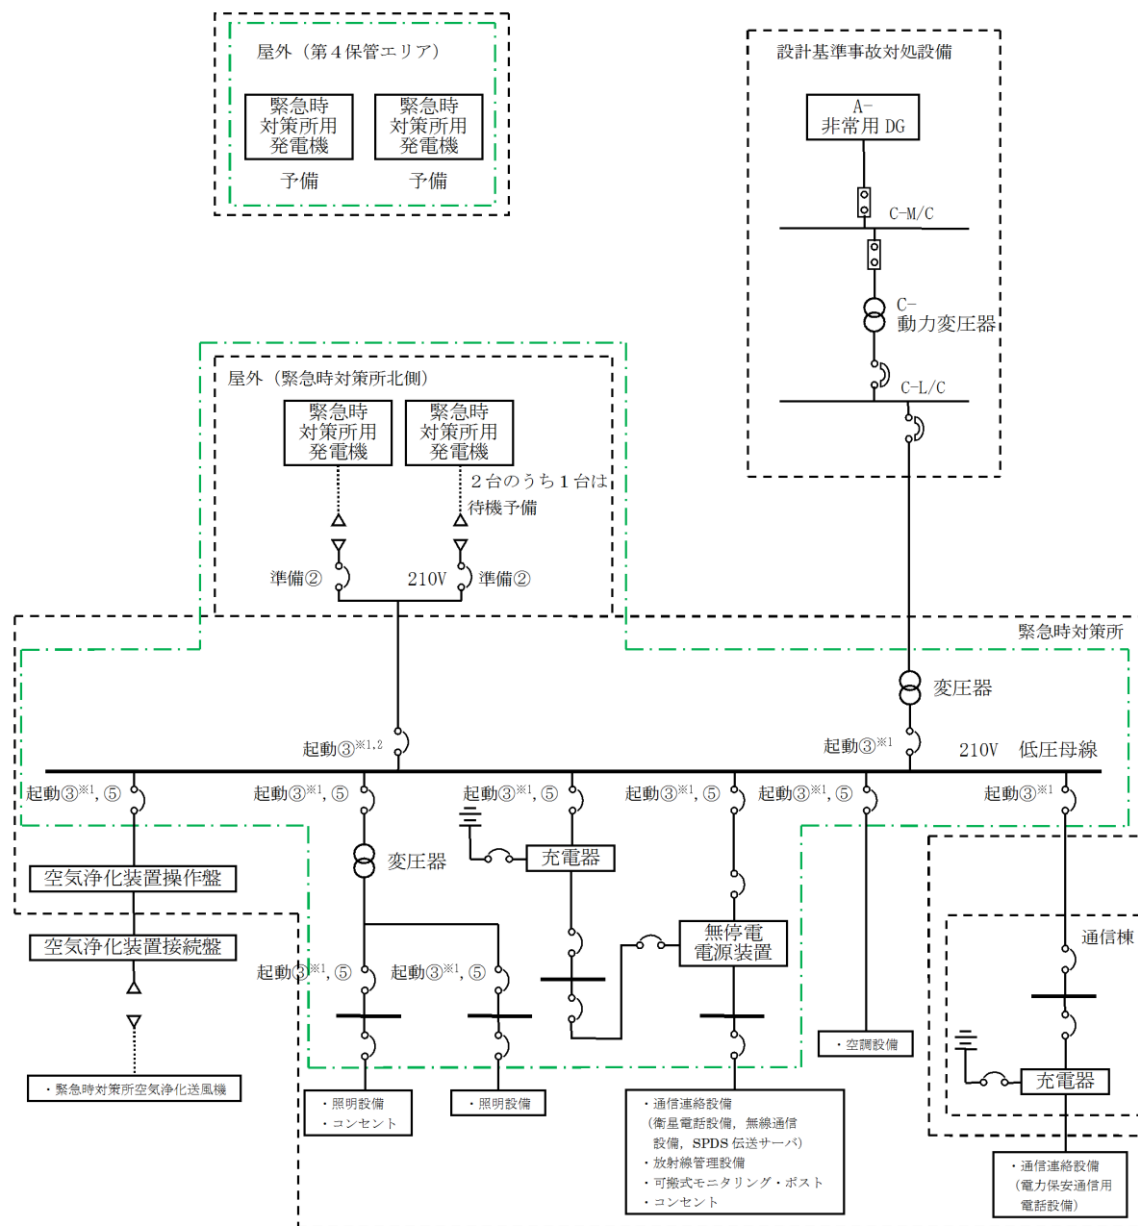 屋外（第４保管エリア）
緊急時
対策所用
発電機
緊急時
対策所用
発電機
予備
予備
設計基準事故対処設備
A-
非常用 DG
C-M/C
C-
動力変圧器
C-L/C
屋外（緊急時対策所北側）
緊急時
対策所用
発電機
緊急時
対策所用
発電機
２台のうち１台は
待機予備
準備②
210V
準備②
緊急時対策所
変圧器
起動③※1,2
起動③※1
210V 低圧母線
起動③※1, ⑤
起動③※1, ⑤
起動③※1, ⑤
起動③※1, ⑤
起動③※1, ⑤
起動③※1
空気浄化装置操作盤
変圧器
充電器
空気浄化装置接続盤
無停電
電源装置
通信棟
起動③※1, ⑤
起動③※1, ⑤
・空調設備
充電器
・緊急時対策所空気浄化送風機
・照明設備
・コンセント
・照明設備
・通信連絡設備
（衛星電話設備，無線通信
設備，SPDS 伝送サーバ）
・放射線管理設備
・可搬式モニタリング・ポスト
・コンセント
・通信連絡設備
（電力保安通信用
電話設備）